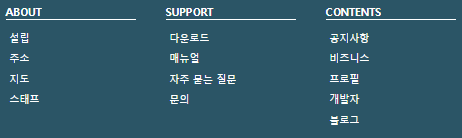 ABOUT
설립
주소
지도
스태프
SUPPORT
다운로드
매뉴얼
자주 묻는 질문
문의
CONTENTS
공지사항
비즈니스
프로필
개발자
블로그